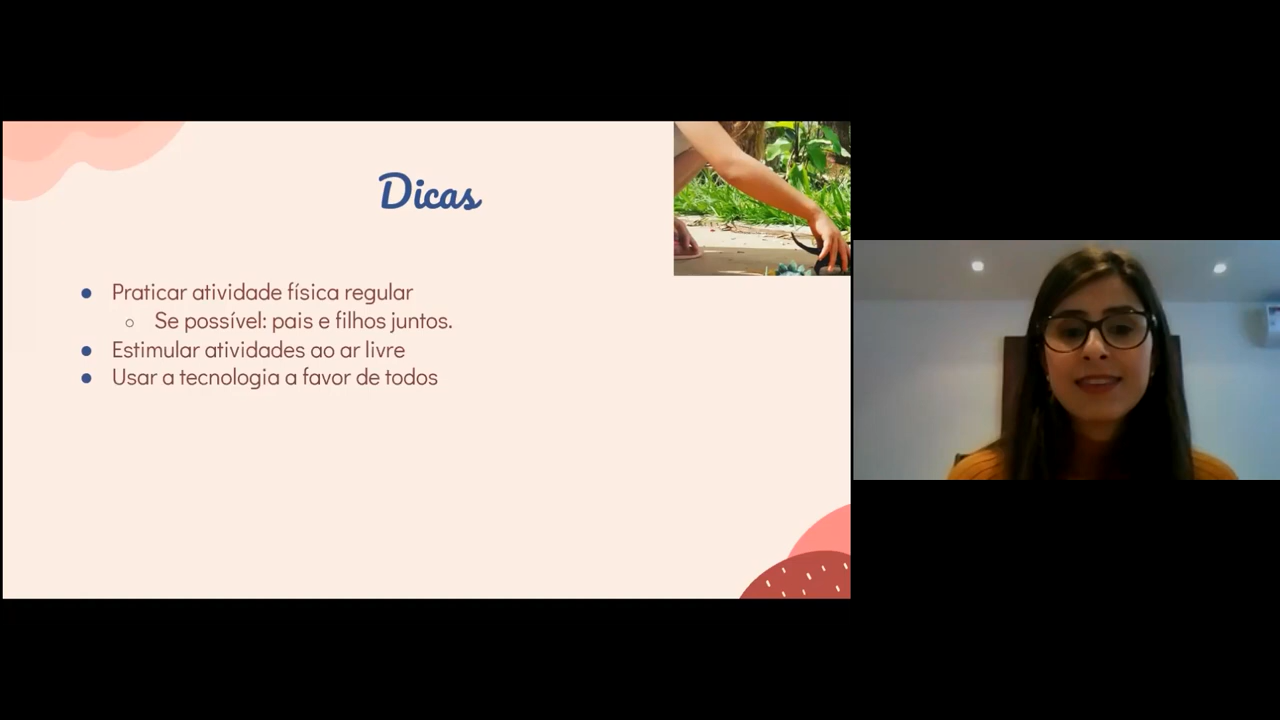 Dicas
● Praticar atividade física regular
○ Se possível: pais e filhos juntos.
● Estimular atividades ao ar livre
● Usar a tecnologia a favor de todos